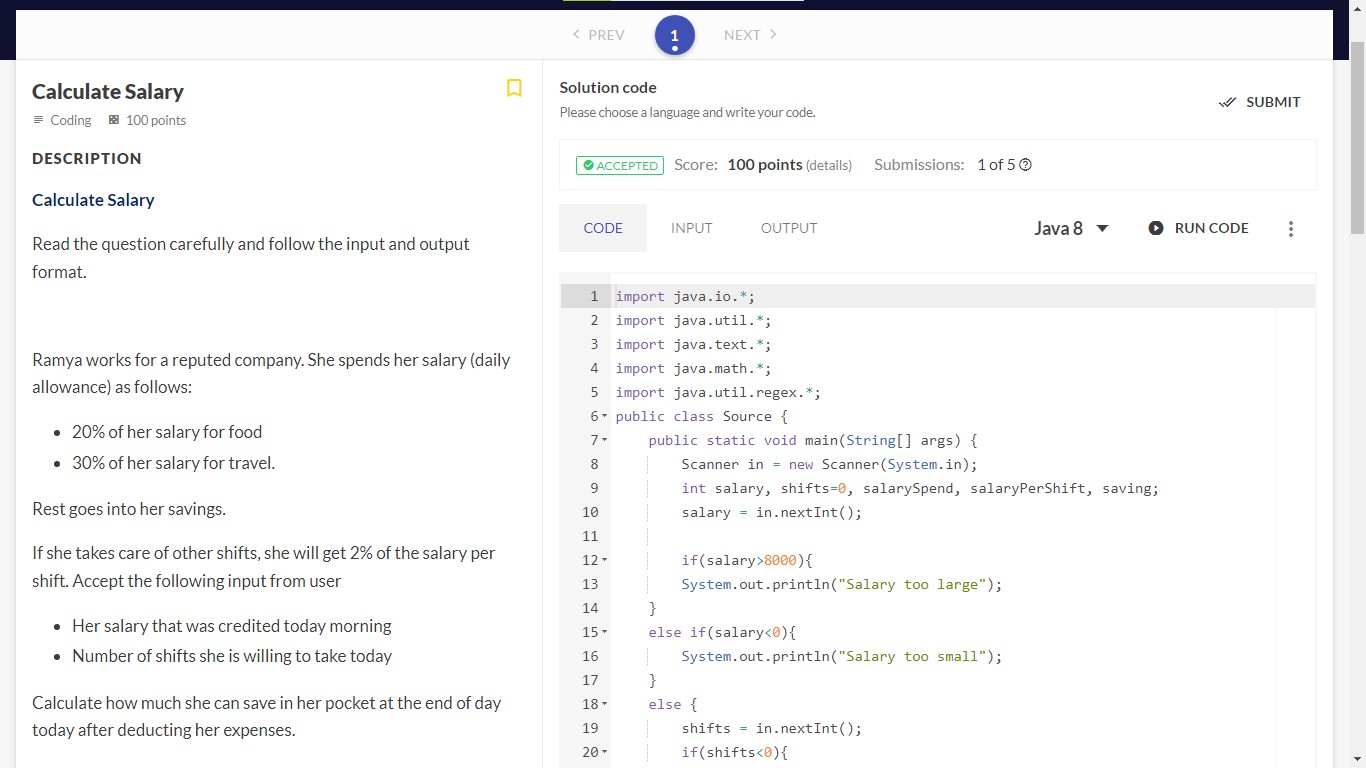 PREV
1
NEXT
Calculate Salary
Coding 100 points
DESCRIPTION
Calculate Salary
Read the question carefully and follow the input and output
format.
Ramya works for a reputed company. She spends her salary (daily
allowance) as follows:
20% of her salary for food
30% of her salary for travel.
Rest goes into her savings.
If she takes care of other shifts, she will get 2% of the salary per
shift. Accept the following input from user
Her salary that was credited today morning
Number of shifts she is willing to take today
Calculate how much she can save in her pocket at the end of day
today after deducting her expenses.
Solution code
Please choose a language and write your code.
SUBMIT
ACCEPTED Score: 100 points (details) Submissions: 1 of 5
CODE INPUT OUTPUT Java 8 RUN CODE
1 import java.io.*;
2 import java.util.*;
3 import java.text.*;
4 import java.math.*;
5 import java.util.regex.*;
6 public class Source {
7 public static void main(String[] args) {
8 Scanner in = new Scanner(System.in);
9 int salary, shifts=0, salarySpend, salaryPerShift, saving;
10 salary = in.nextInt();
11
12 if(salary>8000){
13 System.out.println("Salary too large");
14 }
15 else if(salary<0){
16 System.out.println("Salary too small");
17 }
18 else {
19 shifts = in.nextInt();
20 if(shifts<0){